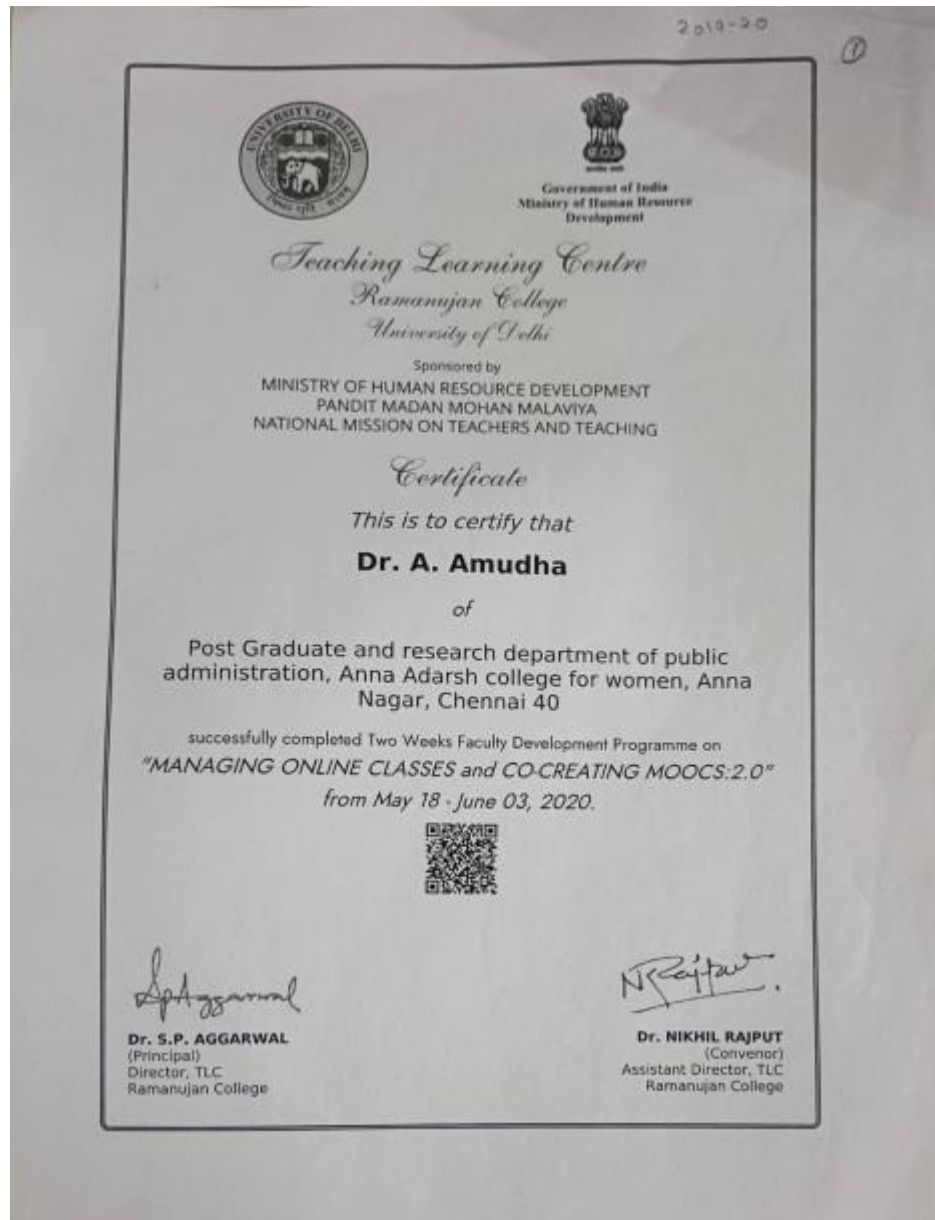 2019-20
1
UNIVERSITY OF DELHI
Government of India
Ministry of Human Resource
Development
Teaching Learning Centre
Ramanujan College
University of Delhi
Sponsored by
MINISTRY OF HUMAN RESOURCE DEVELOPMENT
PANDIT MADAN MOHAN MALAVIYA
NATIONAL MISSION ON TEACHERS AND TEACHING
Certificate
This is to certify that
Dr. A. Amudha
of
Post Graduate and research department of public
administration, Anna Adarsh college for women, Anna
Nagar, Chennai 40
successfully completed Two Weeks Faculty Development Programme on
"MANAGING ONLINE CLASSES and CO-CREATING MOOCS:2.0"
from May 18 - June 03, 2020.
SpAggarwal
NRajput
Dr. S.P. AGGARWAL
(Principal)
Director, TLC
Ramanujan College
Dr. NIKHIL RAJPUT
(Convenor)
Assistant Director, TLC
Ramanujan College